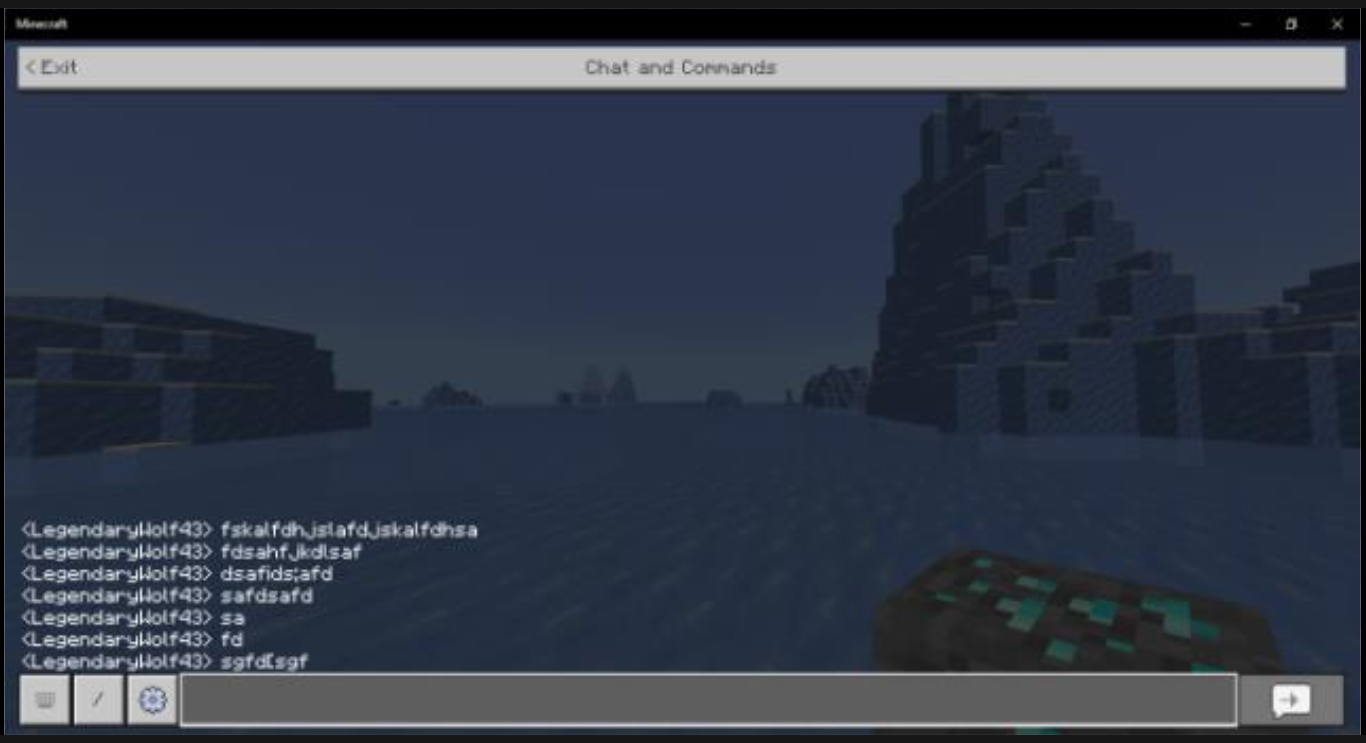 Minecraft
< Exit
Chat and Commands
<LegendaryWolf43> fskalfdhjslafdjskalfdhsa
<LegendaryWolf43> fdsahfjkdlsaf
<LegendaryWolf43> dsafids;afd
<LegendaryWolf43> safdsafd
<LegendaryWolf43> sa
<LegendaryWolf43> fd
<LegendaryWolf43> sgfd[sgf
/